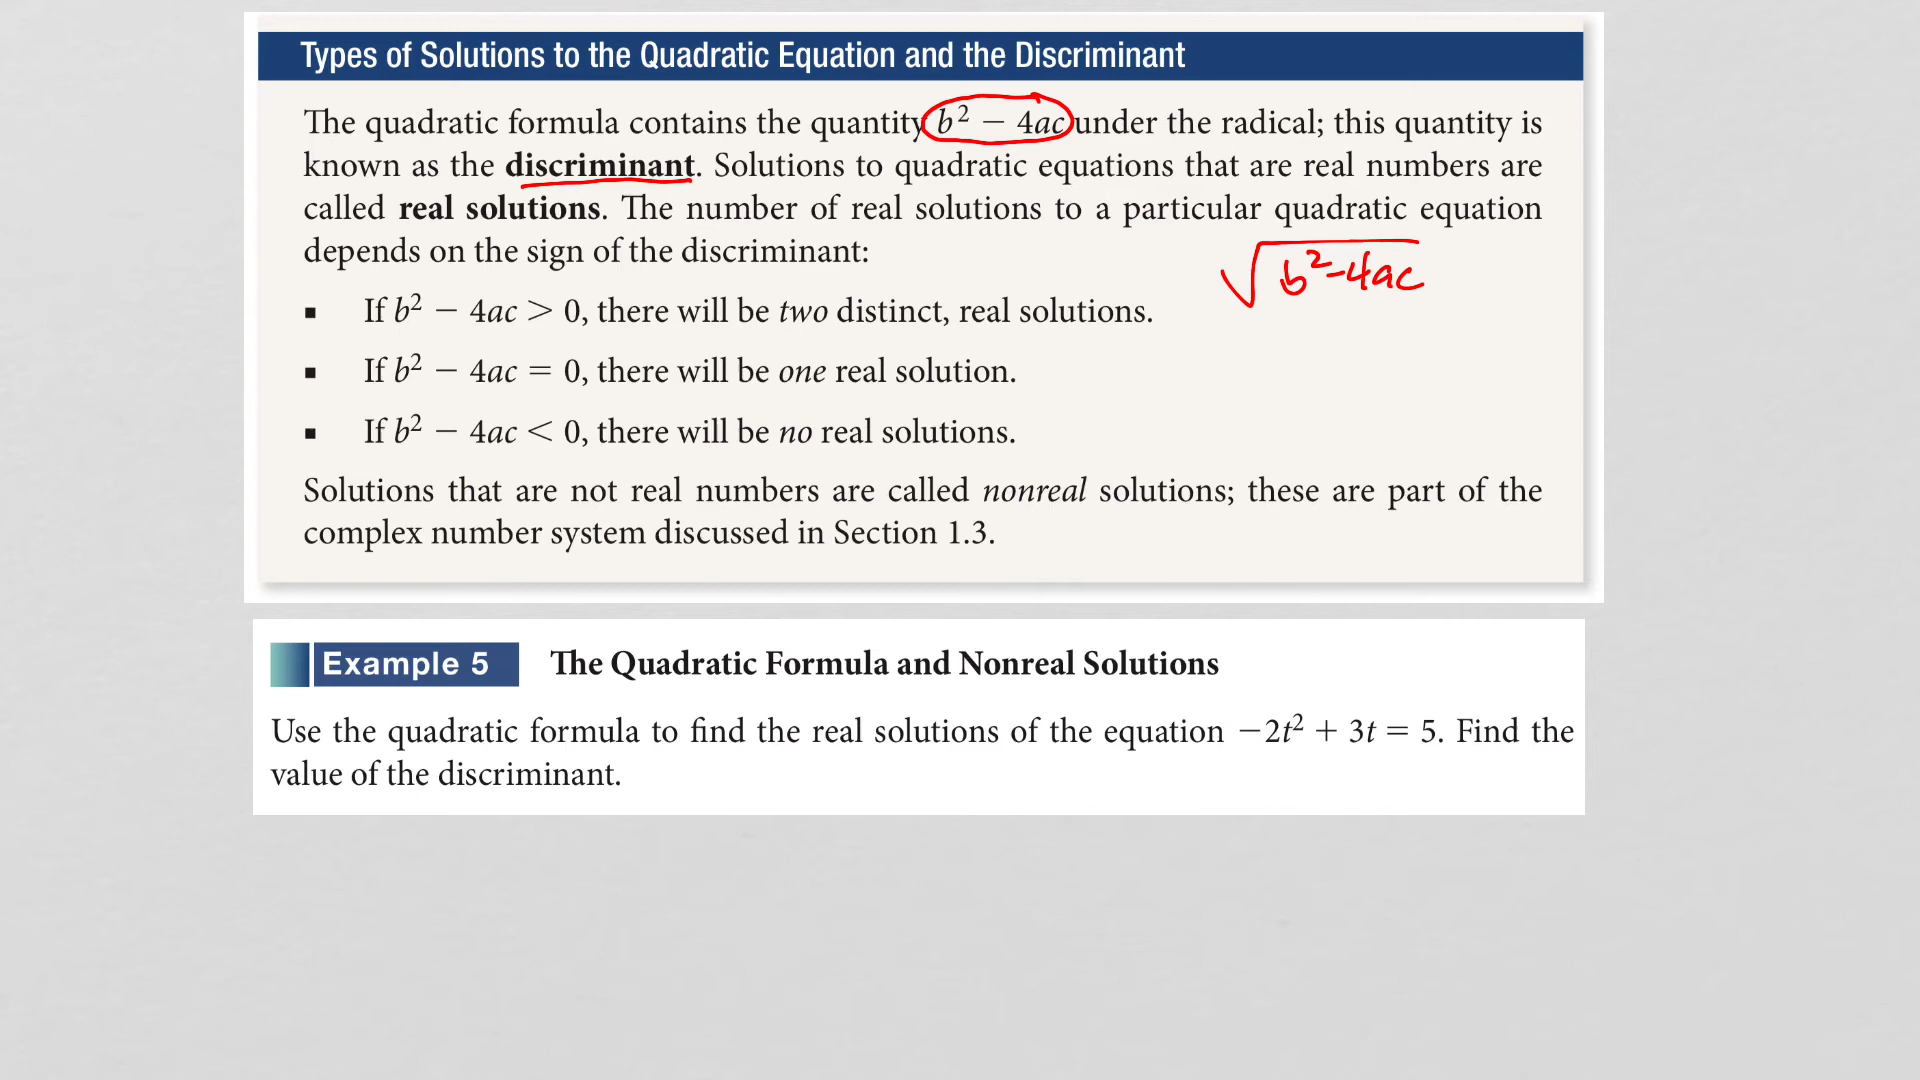 Types of Solutions to the Quadratic Equation and the Discriminant
The quadratic formula contains the quantity b² − 4ac under the radical; this quantity is
known as the discriminant. Solutions to quadratic equations that are real numbers are
called real solutions. The number of real solutions to a particular quadratic equation
depends on the sign of the discriminant:
√b²-4ac
▪ If b² − 4ac > 0, there will be two distinct, real solutions.
▪ If b² − 4ac = 0, there will be one real solution.
▪ If b² − 4ac < 0, there will be no real solutions.
Solutions that are not real numbers are called nonreal solutions; these are part of the
complex number system discussed in Section 1.3.
Example 5 The Quadratic Formula and Nonreal Solutions
Use the quadratic formula to find the real solutions of the equation −2t² + 3t = 5. Find the
value of the discriminant.